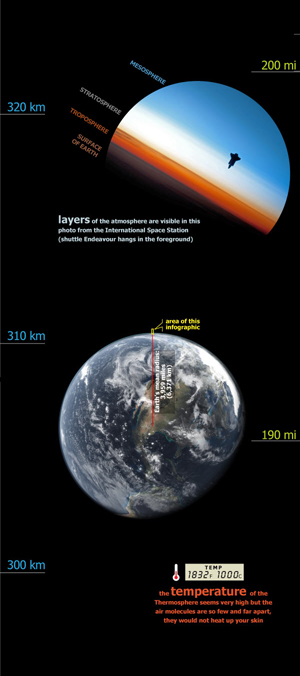 200 mi
MESOSPHERE
STRATOSPHERE
TROPOSPHERE
SURFACE
OF EARTH
320 km
layers of the atmosphere are visible in this
photo from the International Space Station
(shuttle Endeavour hangs in the foreground)
area of this
infographic
310 km
Earth's mean radius:
3,959 miles
(6,371 km)
190 mi
300 km
TEMP
1832F 1000C
the temperature of the
Thermosphere seems very high but the
air molecules are so few and far apart,
they would not heat up your skin